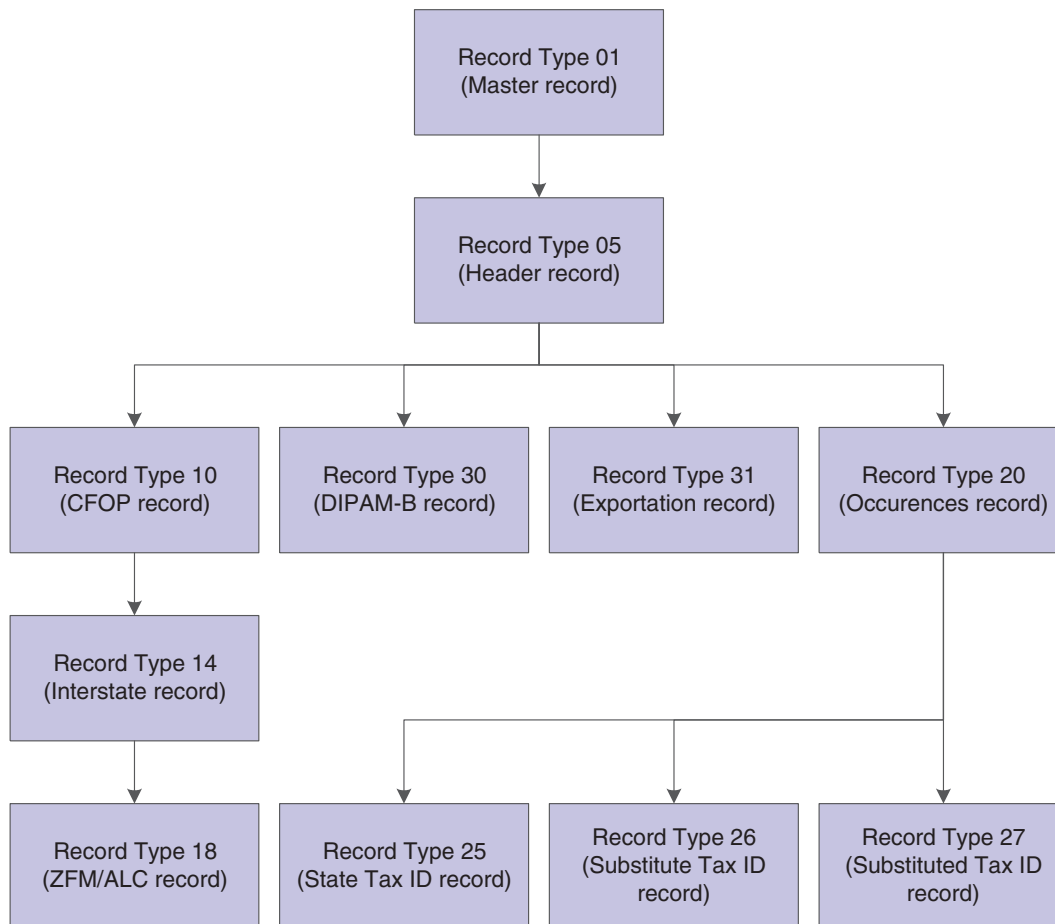 Record Type 01
(Master record)
Record Type 05
(Header record)
Record Type 10
(CFOP record)
Record Type 30
(DIPAM-B record)
Record Type 31
(Exportation record)
Record Type 20
(Occurences record)
Record Type 14
(Interstate record)
Record Type 18
(ZFM/ALC record)
Record Type 25
(State Tax ID record)
Record Type 26
(Substitute Tax ID
record)
Record Type 27
(Substituted Tax ID
record)